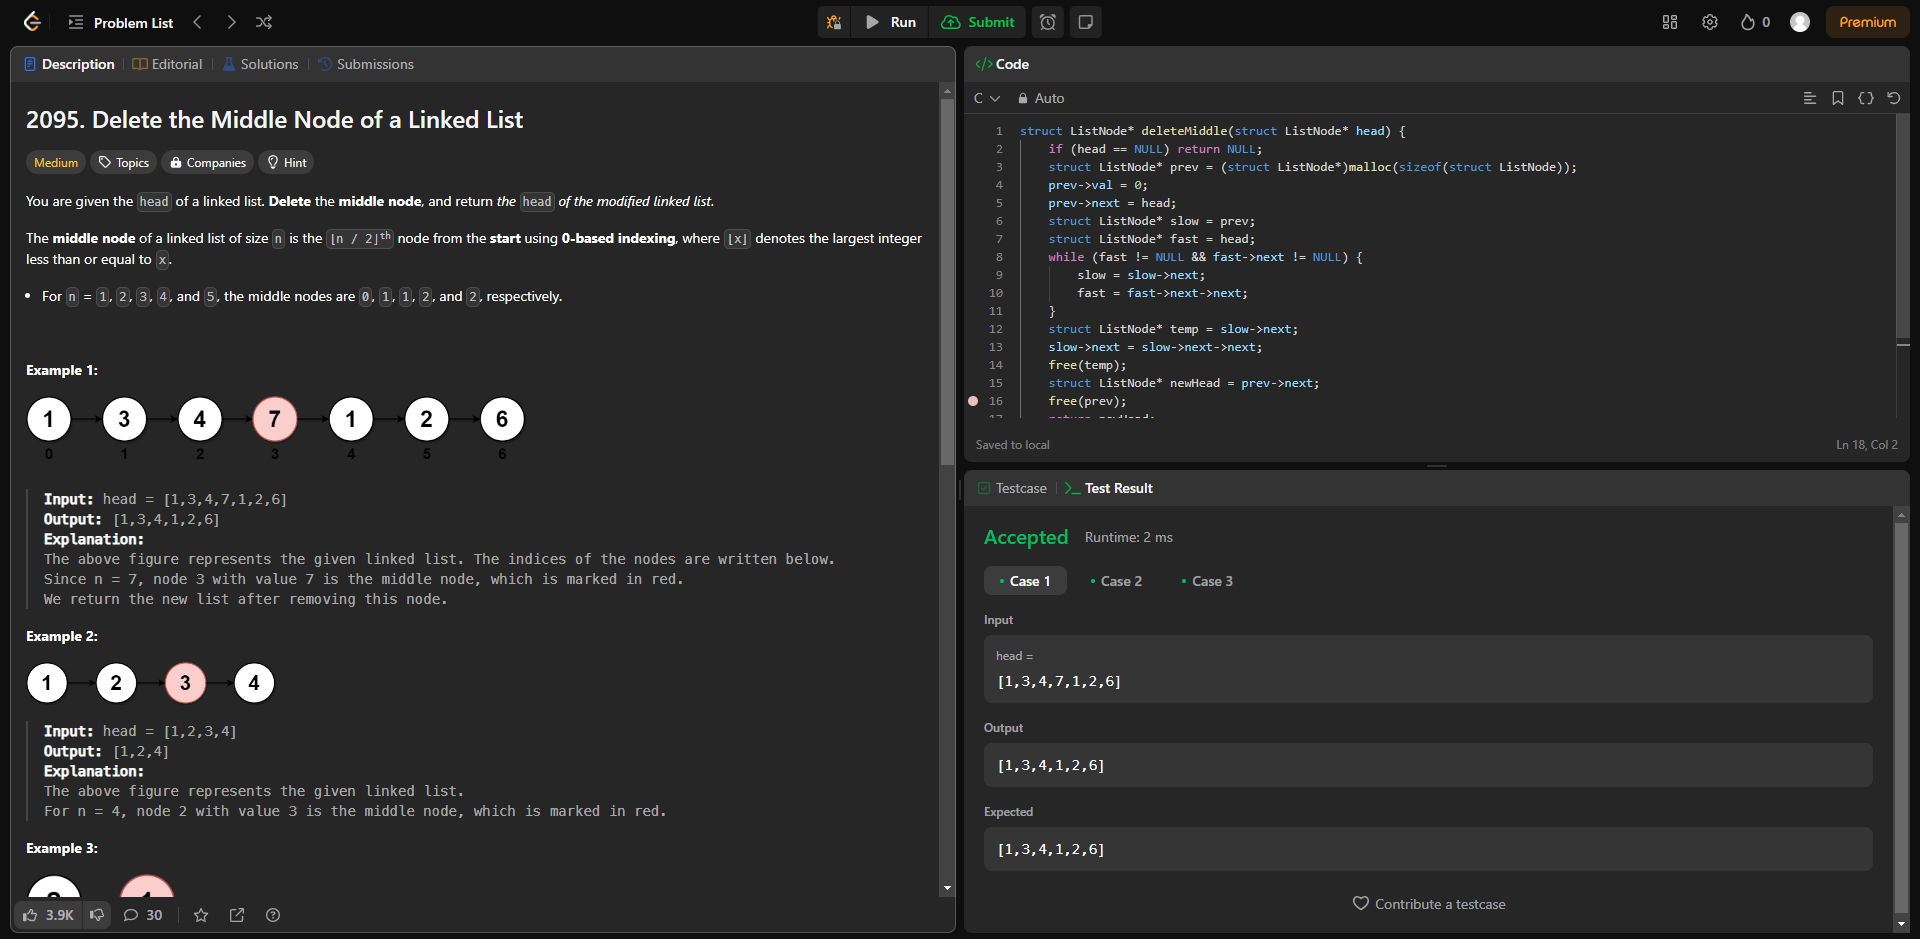 Problem List
Run
Submit
0
Premium
Description
Editorial
Solutions
Submissions
2095. Delete the Middle Node of a Linked List
Medium
Topics
Companies
Hint
You are given the head of a linked list. Delete the middle node, and return the head of the modified linked list.
The middle node of a linked list of size n is the ⌊n / 2⌋th node from the start using 0-based indexing, where ⌊x⌋ denotes the largest integer
less than or equal to x.
• For n = 1, 2, 3, 4, and 5, the middle nodes are 0, 1, 1, 2, and 2, respectively.
Example 1:
1 3 4 7 1 2 6
0 1 2 3 4 5 6
Input: head = [1,3,4,7,1,2,6]
Output: [1,3,4,1,2,6]
Explanation:
The above figure represents the given linked list. The indices of the nodes are written below.
Since n = 7, node 3 with value 7 is the middle node, which is marked in red.
We return the new list after removing this node.
Example 2:
1 2 3 4
Input: head = [1,2,3,4]
Output: [1,2,4]
Explanation:
The above figure represents the given linked list.
For n = 4, node 2 with value 3 is the middle node, which is marked in red.
Example 3:
3.9K
30
</> Code
C
Auto
1 struct ListNode* deleteMiddle(struct ListNode* head) {
2 if (head == NULL) return NULL;
3 struct ListNode* prev = (struct ListNode*)malloc(sizeof(struct ListNode));
4 prev->val = 0;
5 prev->next = head;
6 struct ListNode* slow = prev;
7 struct ListNode* fast = head;
8 while (fast != NULL && fast->next != NULL) {
9 slow = slow->next;
10 fast = fast->next->next;
11 }
12 struct ListNode* temp = slow->next;
13 slow->next = slow->next->next;
14 free(temp);
15 struct ListNode* newHead = prev->next;
16 free(prev);
17 return newHead;
Saved to local
Ln 18, Col 2
Testcase
Test Result
Accepted
Runtime: 2 ms
Case 1
Case 2
Case 3
Input
head =
[1,3,4,7,1,2,6]
Output
[1,3,4,1,2,6]
Expected
[1,3,4,1,2,6]
Contribute a testcase